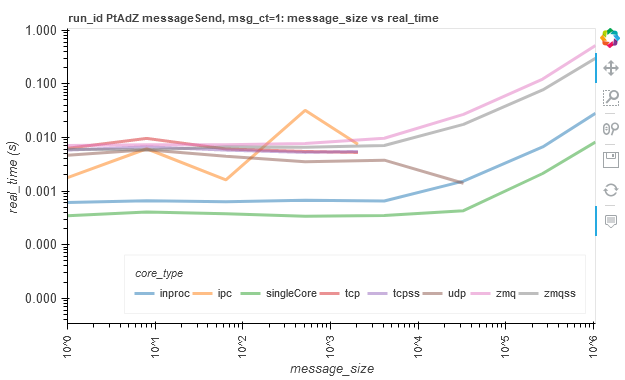 run_id PtAdZ messageSend, msg_ct=1: message_size vs real_time
1.000
0.100
0.010
0.001
0.000
0.000
real_time (s)
core_type
inproc ipc singleCore tcp tcpss udp zmq zmqss
10^0 10^1 10^2 10^3 10^4 10^5 10^6
message_size